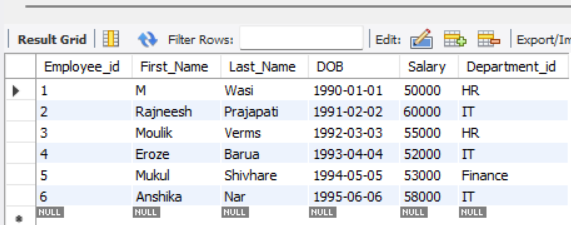 Result Grid Filter Rows: Edit: Export/Im
Employee_id First_Name Last_Name DOB Salary Department_id
1 M Wasi 1990-01-01 50000 HR
2 Rajneesh Prajapati 1991-02-02 60000 IT
3 Moulik Verms 1992-03-03 55000 HR
4 Eroze Barua 1993-04-04 52000 IT
5 Mukul Shivhare 1994-05-05 53000 Finance
6 Anshika Nar 1995-06-06 58000 IT
NULL NULL NULL NULL NULL NULL